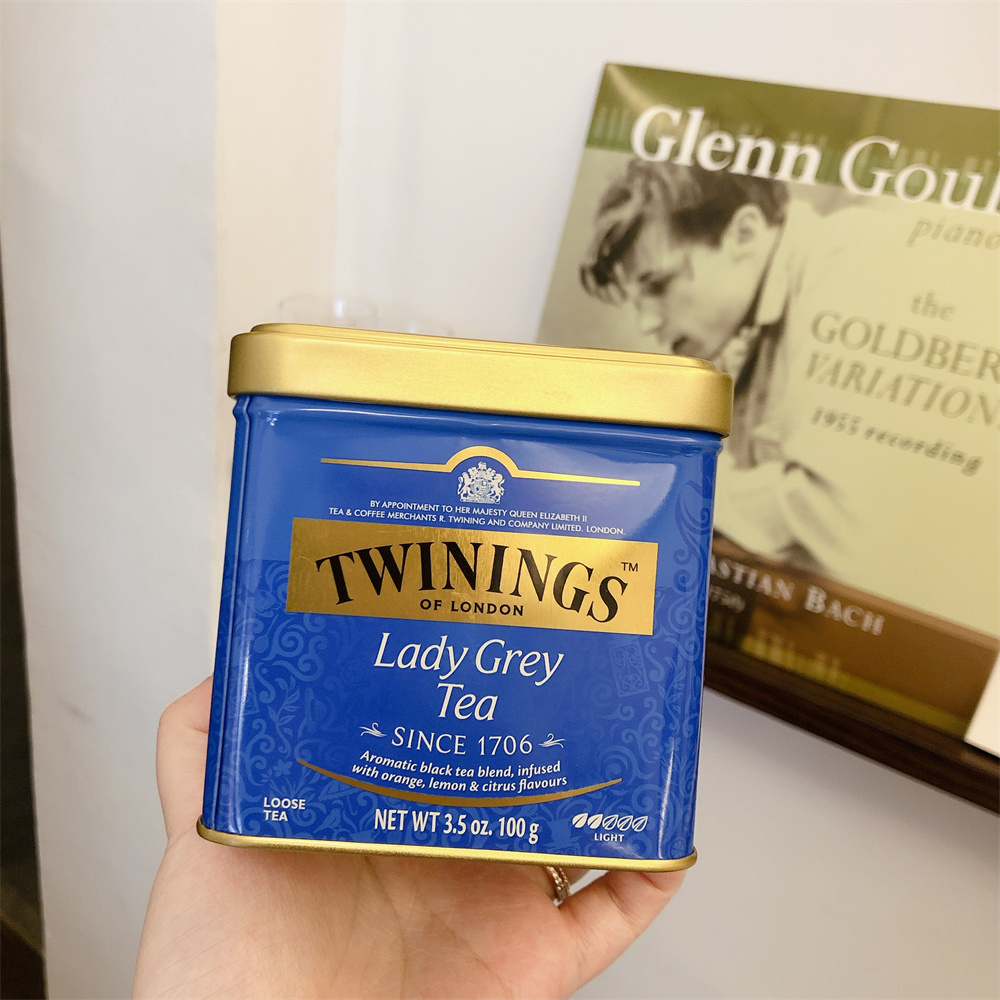 BY APPOINTMENT TO HER MAJESTY QUEEN ELIZABETH II
TEA & COFFEE MERCHANTS R. TWINING AND COMPANY LIMITED. LONDON.
TWININGS™
OF LONDON
Lady Grey
Tea
SINCE 1706
Aromatic black tea blend, infused
with orange, lemon & citrus flavours
LOOSE
TEA
NET WT 3.5 oz. 100 g
LIGHT
Glenn Goul
piano
the
GOLDBER
VARIATION
1955 recording
ASTIAN BACH